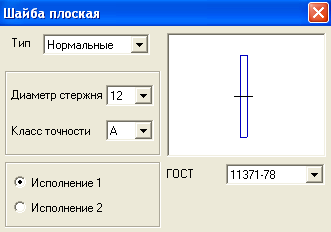 Шайба плоская
Тип Нормальные
Диаметр стержня 12
Класс точности А
Исполнение 1
Исполнение 2
ГОСТ 11371-78